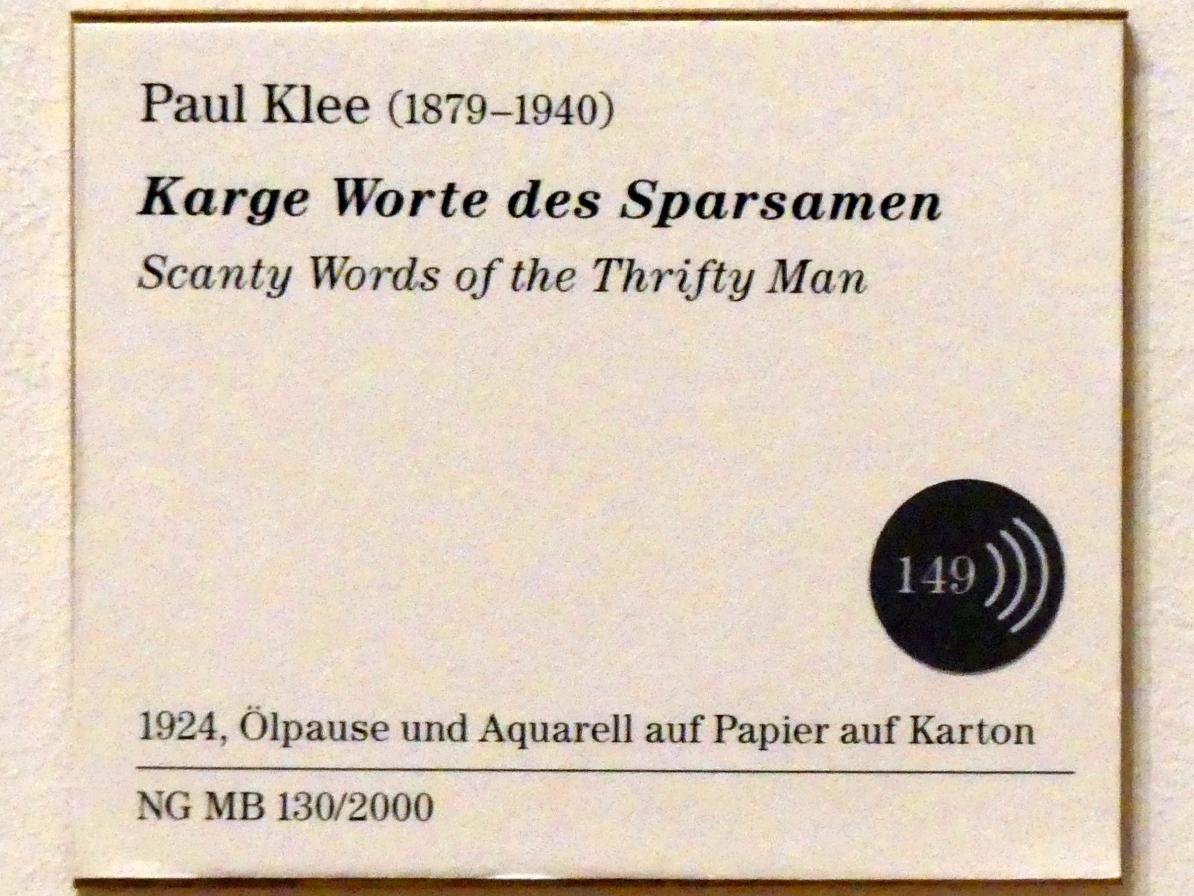 Paul Klee (1879–1940)
Karge Worte des Sparsamen
Scanty Words of the Thrifty Man
149
1924, Ölpause und Aquarell auf Papier auf Karton
NG MB 130/2000